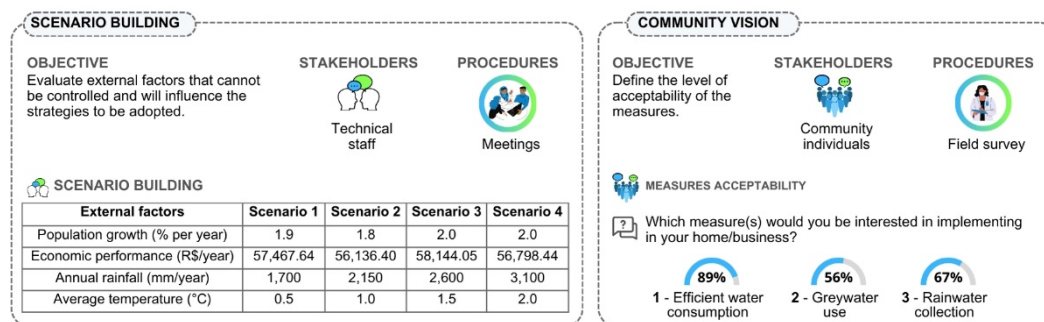 SCENARIO BUILDING
OBJECTIVE
Evaluate external factors that cannot
be controlled and will influence the
strategies to be adopted.
STAKEHOLDERS
Technical
staff
PROCEDURES
Meetings
SCENARIO BUILDING
External factors Scenario 1 Scenario 2 Scenario 3 Scenario 4
Population growth (% per year) 1.9 1.8 2.0 2.0
Economic performance (R$/year) 57,467.64 56,136.40 58,144.05 56,798.44
Annual rainfall (mm/year) 1,700 2,150 2,600 3,100
Average temperature (°C) 0.5 1.0 1.5 2.0
COMMUNITY VISION
OBJECTIVE
Define the level of
acceptability of the
measures.
STAKEHOLDERS
Community
individuals
PROCEDURES
Field survey
MEASURES ACCEPTABILITY
?
Which measure(s) would you be interested in implementing
in your home/business?
89%
1 - Efficient water
consumption
56%
2 - Greywater
use
67%
3 - Rainwater
collection